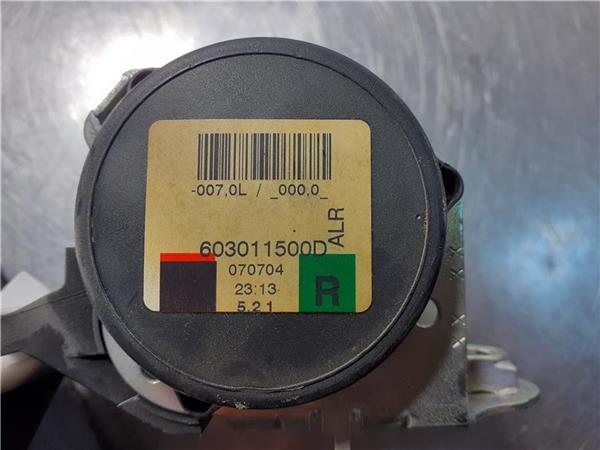 -007,0L / _000,0_
ALR
603011500D
070704
23:13
5.2 1
R